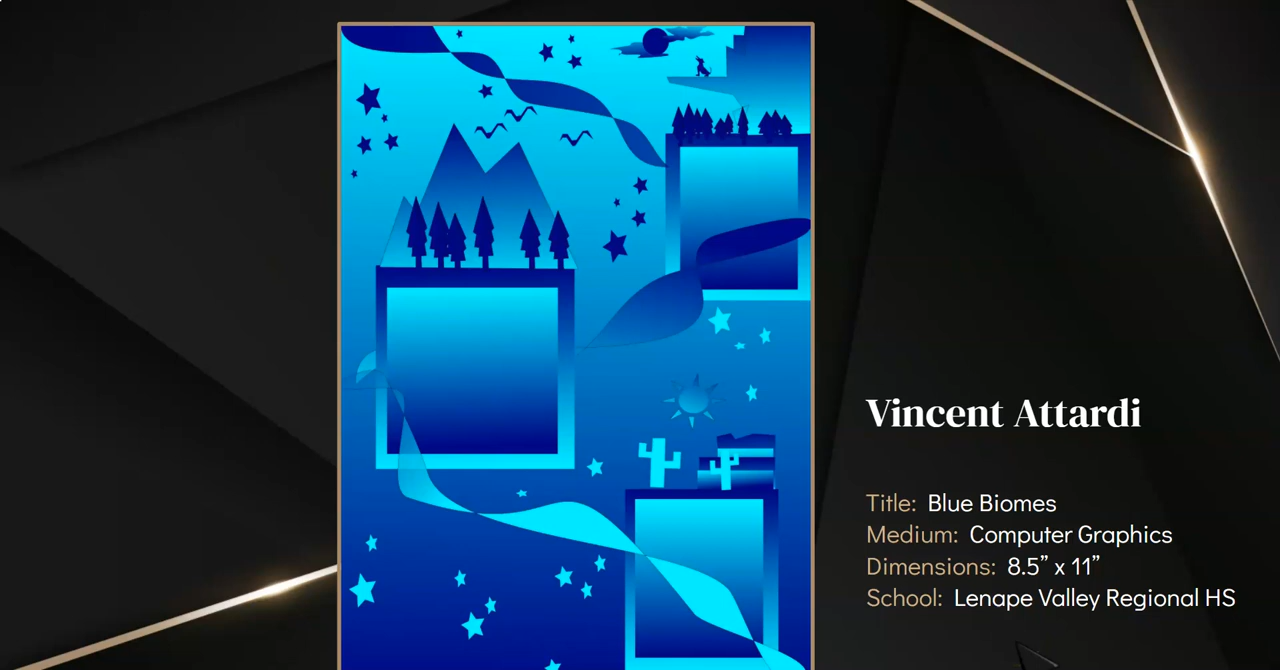 Vincent Attardi
Title: Blue Biomes
Medium: Computer Graphics
Dimensions: 8.5” x 11”
School: Lenape Valley Regional HS